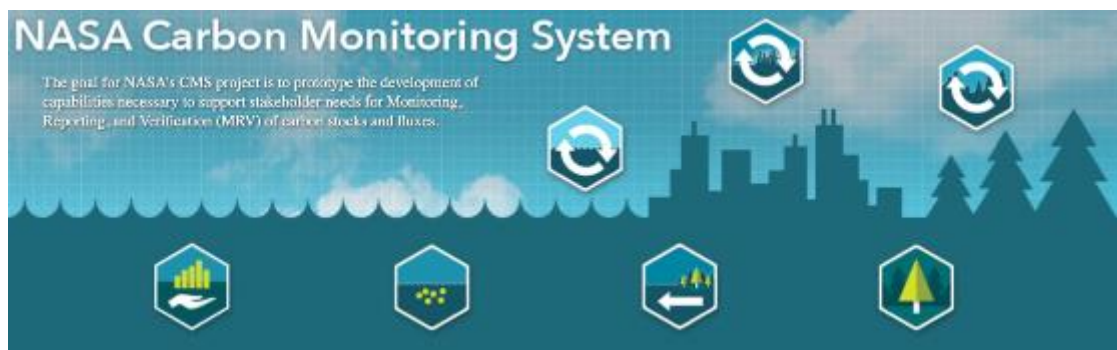 NASA Carbon Monitoring System
The goal for NASA's CMS project is to prototype the development of
capabilities necessary to support stakeholder needs for Monitoring,
Reporting, and Verification (MRV) of carbon stocks and fluxes.